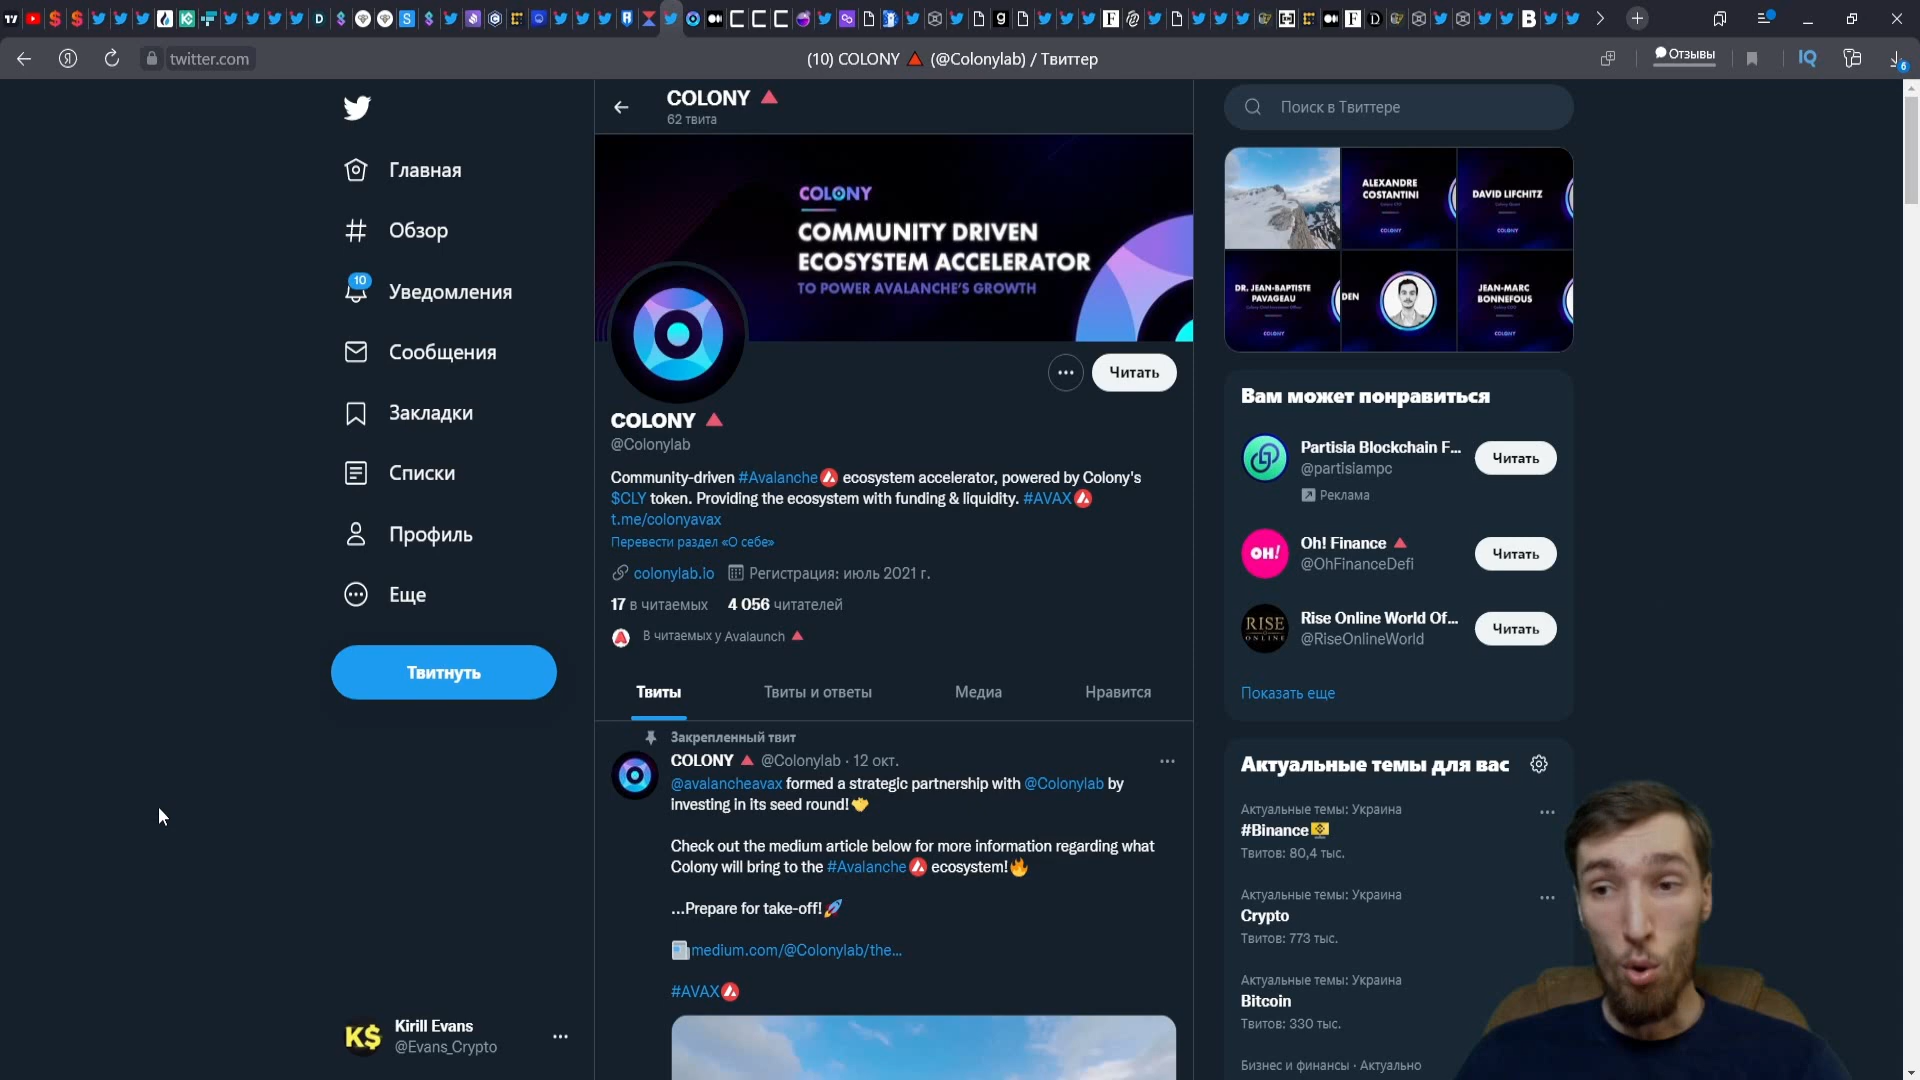 twitter.com
(10) COLONY 🔺 (@Colonylab) / Твиттер
Отзывы
IQ
6
Главная
Обзор
10
Уведомления
Сообщения
Закладки
Списки
Профиль
Еще
Твитнуть
K$
Kirill Evans
@Evans_Crypto
COLONY 🔺
62 твита
COLONY
COMMUNITY DRIVEN
ECOSYSTEM ACCELERATOR
TO POWER AVALANCHE'S GROWTH
Читать
COLONY 🔺
@Colonylab
Community-driven #Avalanche ecosystem accelerator, powered by Colony's
$CLY token. Providing the ecosystem with funding & liquidity. #AVAX
t.me/colonyavax
Перевести раздел «О себе»
colonylab.io Регистрация: июль 2021 г.
17 в читаемых 4 056 читателей
В читаемых у Avalaunch 🔺
Твиты
Твиты и ответы
Медиа
Нравится
Закрепленный твит
COLONY 🔺 @Colonylab · 12 окт.
@avalancheavax formed a strategic partnership with @Colonylab by
investing in its seed round!🤝
Check out the medium article below for more information regarding what
Colony will bring to the #Avalanche ecosystem!🔥
...Prepare for take-off!🚀
📰medium.com/@Colonylab/the...
#AVAX
Поиск в Твиттере
ALEXANDRE
COSTANTINI
COLONY
DAVID LIFCHITZ
COLONY
DR. JEAN-BAPTISTE
PAVAGEAU
COLONY
DEN
JEAN-MARC
BONNEFOUS
COLONY
Вам может понравиться
Partisia Blockchain F...
@partisiampc
Реклама
Читать
OH!
Oh! Finance 🔺
@OhFinanceDefi
Читать
RISE
ONLINE
Rise Online World Of...
@RiseOnlineWorld
Читать
Показать еще
Актуальные темы для вас
Актуальные темы: Украина
#Binance
Твитов: 80,4 тыс.
Актуальные темы: Украина
Crypto
Твитов: 773 тыс.
Актуальные темы: Украина
Bitcoin
Твитов: 330 тыс.
Бизнес и финансы · Актуально